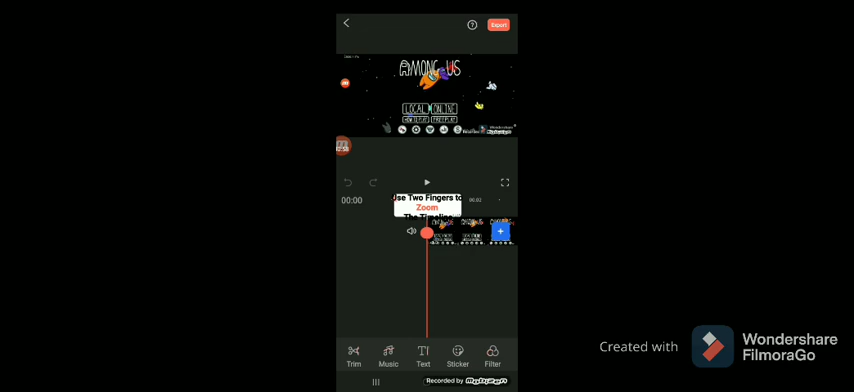 Export
AMONG US
LOCAL ONLINE
HOW TO PLAY FREEPLAY
00:00
Use Two Fingers to
Zoom
The Timeline
00:02
Trim Music Text Sticker Filter
Recorded by Mobizen
Created with Wondershare
FilmoraGo